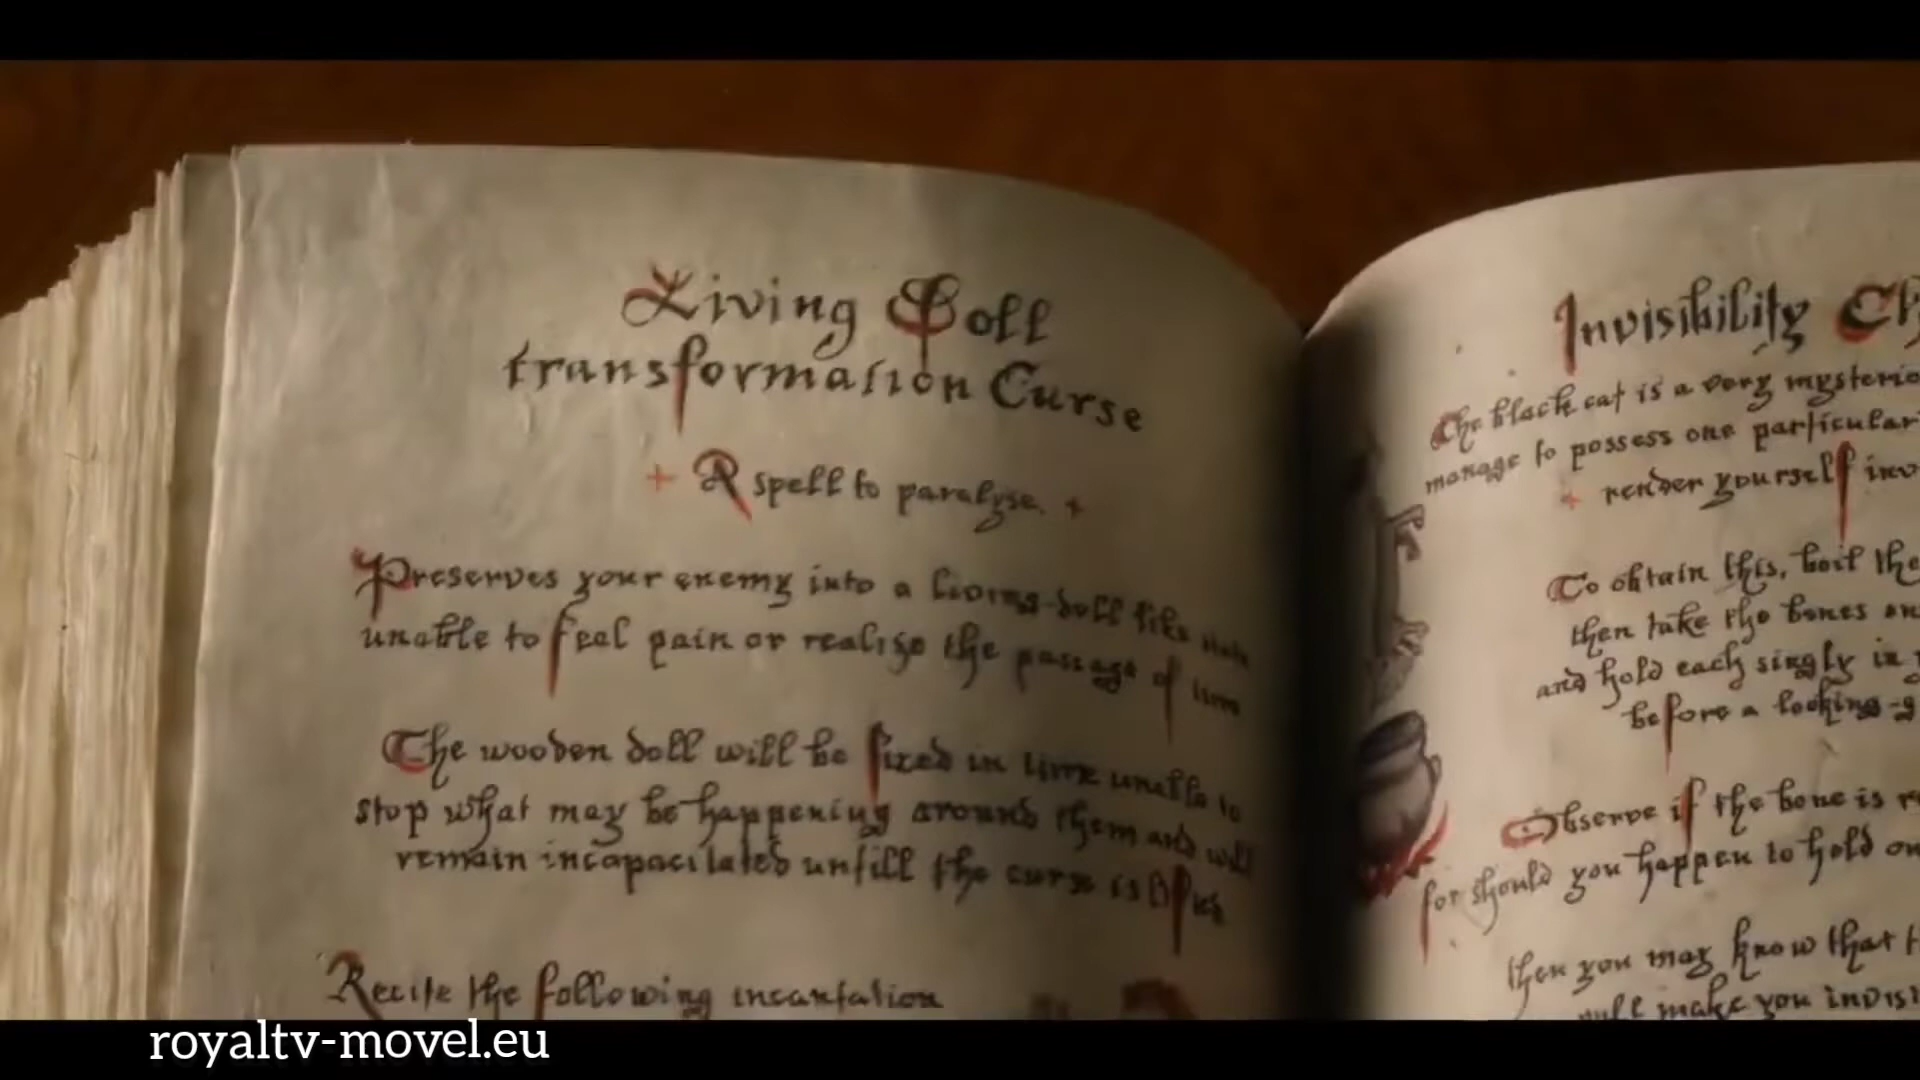 Living Doll
transformation Curse
+ A spell to paralyse. +
Preserves your enemy into a living-doll like state
unable to feel pain or realise the passage of time
The wooden doll will be fixed in time unable to
stop what may be happening around them and will
remain incapacitated untill the curse is lifted
Recite the following incantation
Invisibility Ch
The black cat is a very mysterio
manage to possess one particular
+ render yourself inv
To obtain this, boil the
then take the bones an
and hold each singly in
before a looking-g
Observe if the bone is r
for should you happen to hold on
then you may know that t
will make you invisi
royaltv-movel.eu